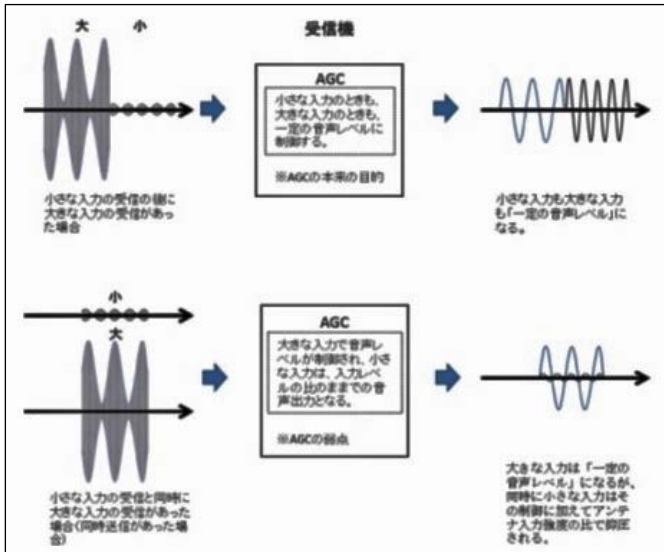 大 小
受信機
AGC
小さな入力のときも、
大きな入力のときも、
一定の音声レベルに
制御する。
※AGCの本来の目的
小さな入力の受信の後に
大きな入力の受信があっ
た場合
小さな入力も大きな入力
も「一定の音声レベル」に
なる。
小
大
AGC
大きな入力で音声レ
ベルが制御され、小さ
な入力は、入力レベ
ルの比のままでの音
声出力となる。
※AGCの弱点
小さな入力の受信と同時に
大きな入力の受信があった
場合(同時送信があった場
合)
大きな入力は「一定の
音声レベル」になるが、
同時に小さな入力はそ
の制御に加えてアンテ
ナ入力強度の比で抑圧
される。